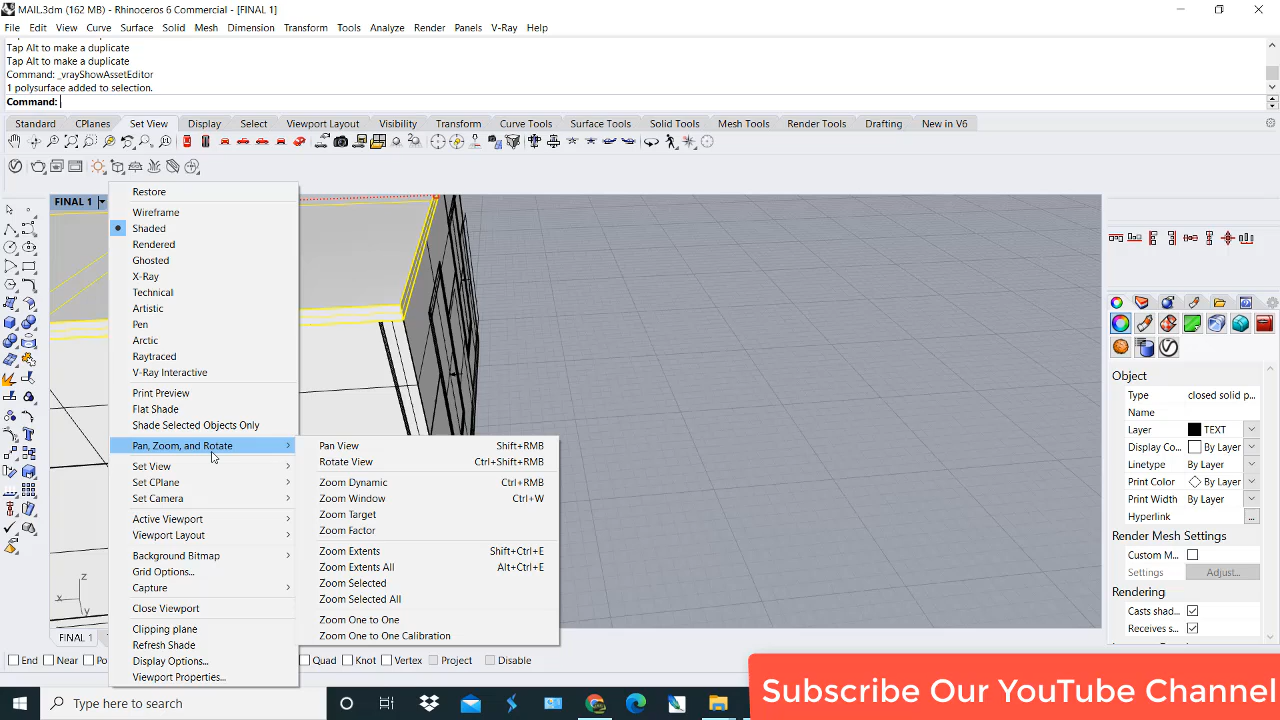 MAIL.3dm (162 MB) - Rhinoceros 6 Commercial - [FINAL 1]
File Edit View Curve Surface Solid Mesh Dimension Transform Tools Analyze Render Panels V-Ray Window Help
Tap Alt to make a duplicate
Tap Alt to make a duplicate
Command: _vrayShowAssetEditor
1 polysurface added to selection.
Command:
Standard CPlanes Set View Display Select Viewport Layout Visibility Transform Curve Tools Surface Tools Solid Tools Mesh Tools Render Tools Drafting New in V6
FINAL 1
Restore
Wireframe
Shaded
Rendered
Ghosted
X-Ray
Technical
Artistic
Pen
Arctic
Raytraced
V-Ray Interactive
Print Preview
Flat Shade
Shade Selected Objects Only
Pan, Zoom, and Rotate
Set View
Set CPlane
Set Camera
Active Viewport
Viewport Layout
Background Bitmap
Grid Options...
Capture
Close Viewport
Clipping plane
Refresh Shade
Display Options...
Viewport Properties...
Pan View Shift+RMB
Rotate View Ctrl+Shift+RMB
Zoom Dynamic Ctrl+RMB
Zoom Window Ctrl+W
Zoom Target
Zoom Factor
Zoom Extents Shift+Ctrl+E
Zoom Extents All Alt+Ctrl+E
Zoom Selected
Zoom Selected All
Zoom One to One
Zoom One to One Calibration
Object
Type closed solid p...
Name
Layer TEXT
Display Co... By Layer
Linetype By Layer
Print Color By Layer
Print Width By Layer
Hyperlink ...
Render Mesh Settings
Custom M...
Settings Adjust...
Rendering
Casts shad...
Receives s...
z
x y
FINAL 1
End Near Po Quad Knot Vertex Project Disable
Type here to search
Subscribe Our YouTube Channel